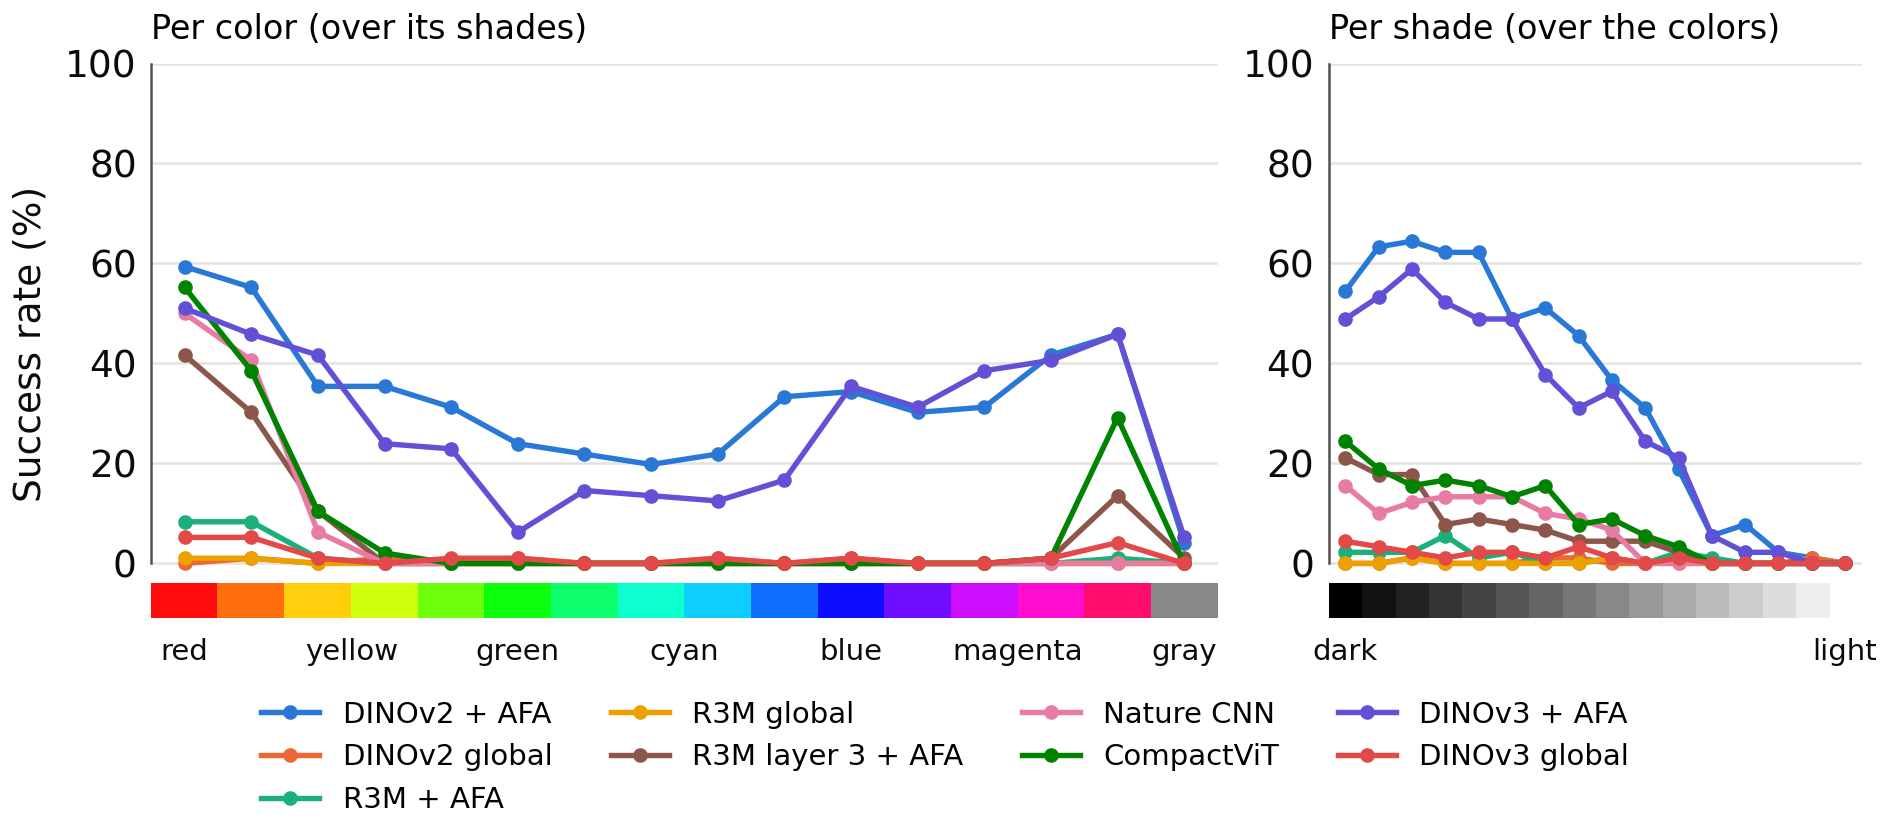 Per color (over its shades)
Per shade (over the colors)
Success rate (%)
100
80
60
40
20
0
100
80
60
40
20
0
red yellow green cyan blue magenta gray
dark light
DINOv2 + AFA
DINOv2 global
R3M + AFA
R3M global
R3M layer 3 + AFA
Nature CNN
CompactViT
DINOv3 + AFA
DINOv3 global